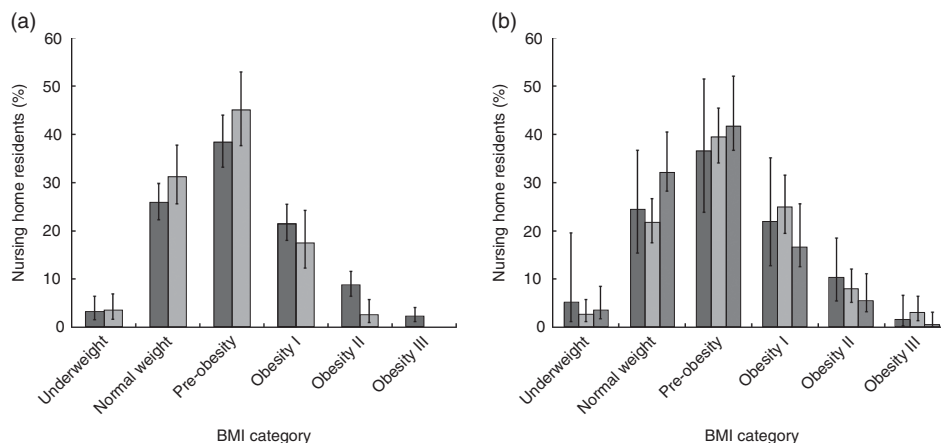 (a)
60
50
40
30
20
10
0
Nursing home residents (%)
Underweight
Normal weight
Pre-obesity
Obesity I
Obesity II
Obesity III
BMI category
(b)
60
50
40
30
20
10
0
Nursing home residents (%)
Underweight
Normal weight
Pre-obesity
Obesity I
Obesity II
Obesity III
BMI category